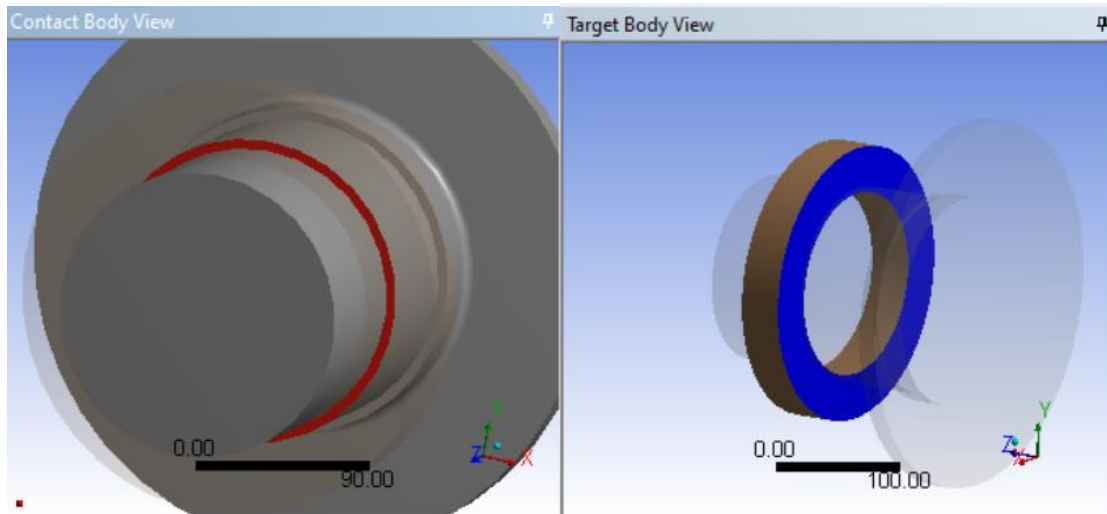 Contact Body View
Target Body View
0.00
90.00
Y
Z
X
0.00
100.00
Y
Z
X